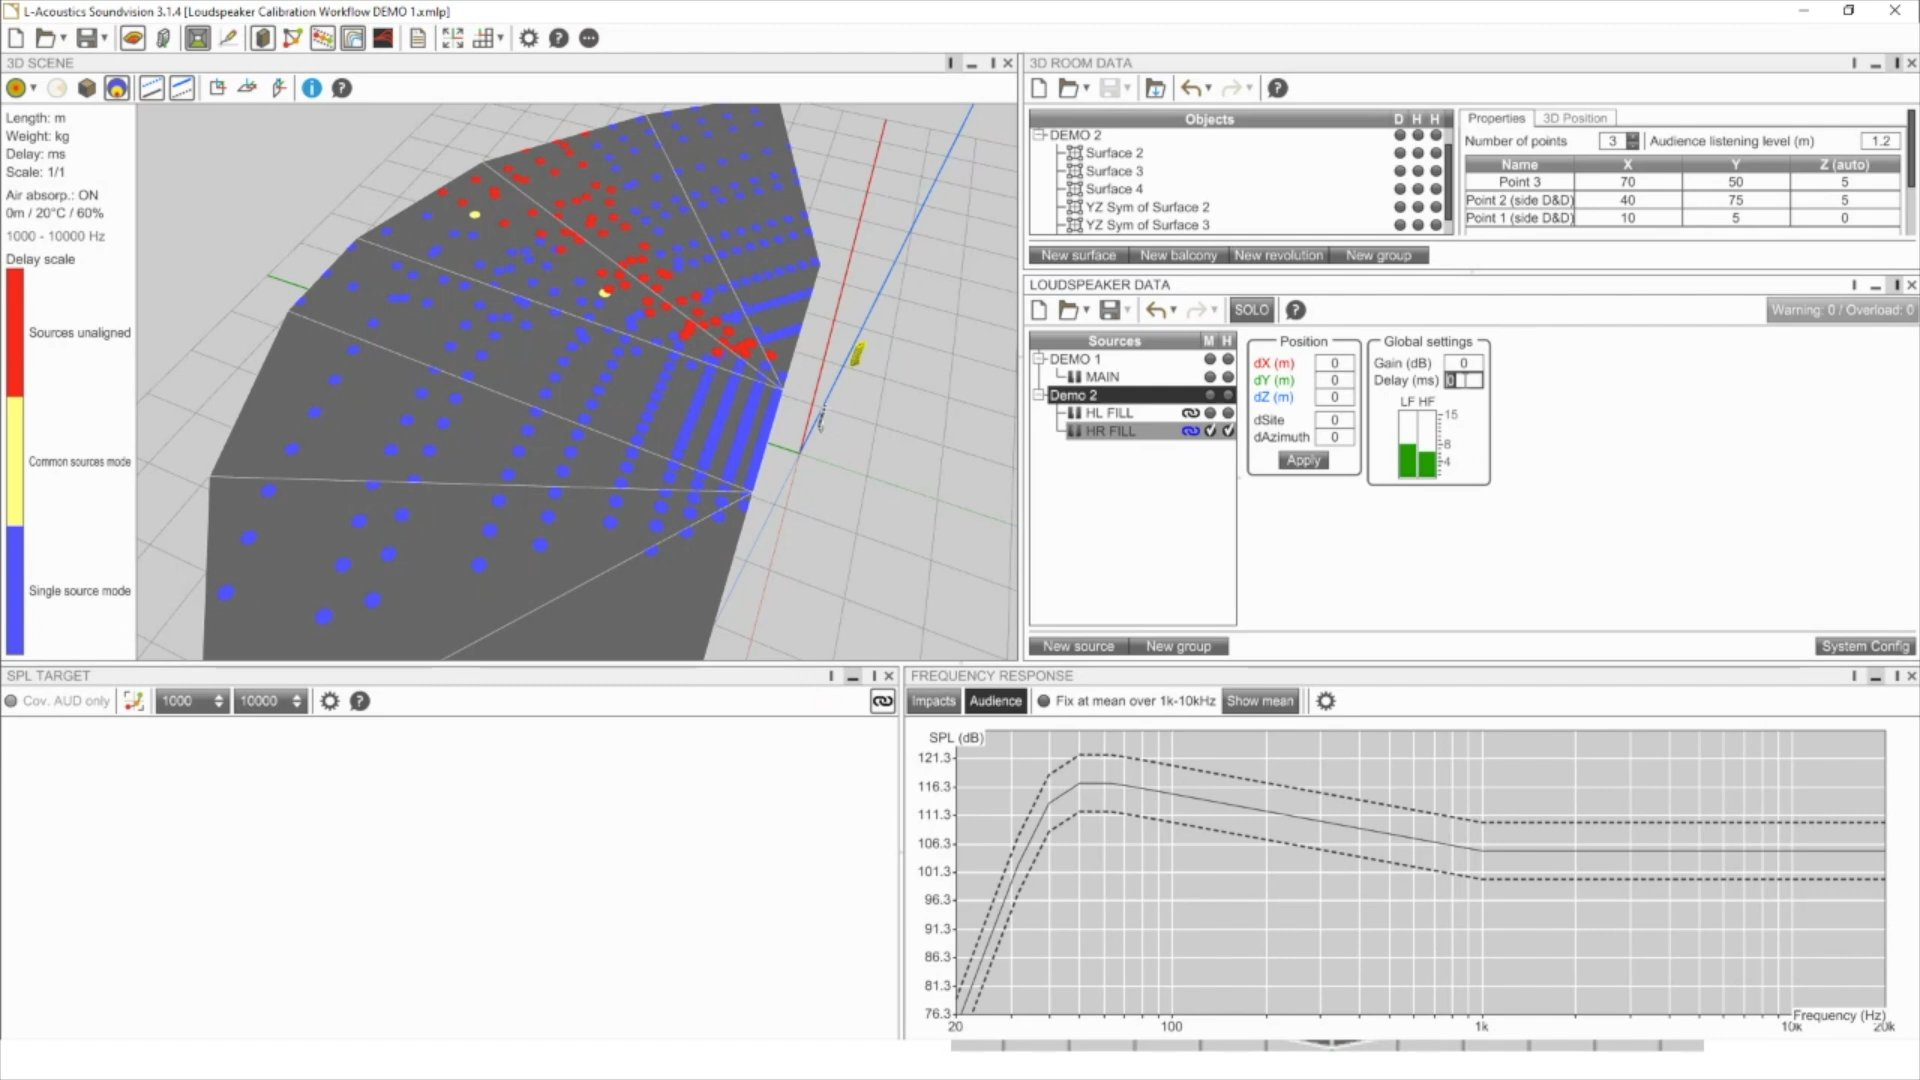 L-Acoustics Soundvision 3.1.4 [Loudspeaker Calibration Workflow DEMO 1.xmlp]
3D SCENE
Length: m
Weight: kg
Delay: ms
Scale: 1/1
Air absorp.: ON
0m / 20°C / 60%
1000 - 10000 Hz
Delay scale
Sources unaligned
Common sources mode
Single source mode
3D ROOM DATA
Objects D H H
DEMO 2
Surface 2
Surface 3
Surface 4
YZ Sym of Surface 2
YZ Sym of Surface 3
New surface New balcony New revolution New group
Properties 3D Position
Number of points 3 Audience listening level (m) 1.2
Name X Y Z (auto)
Point 3 70 50 5
Point 2 (side D&D) 40 75 5
Point 1 (side D&D) 10 5 0
LOUDSPEAKER DATA
SOLO
Warning: 0 / Overload: 0
Sources M H
DEMO 1
MAIN
Demo 2
HL FILL
HR FILL
Position
dX (m) 0
dY (m) 0
dZ (m) 0
dSite 0
dAzimuth 0
Apply
Global settings
Gain (dB) 0
Delay (ms) 0
LF HF
15
8
4
New source New group
System Config
SPL TARGET
Cov. AUD only 1000 10000
FREQUENCY RESPONSE
Impacts Audience Fix at mean over 1k-10kHz Show mean
SPL (dB)
121.3
116.3
111.3
106.3
101.3
96.3
91.3
86.3
81.3
76.3
20 100 1k 10k 20k
Frequency (Hz)